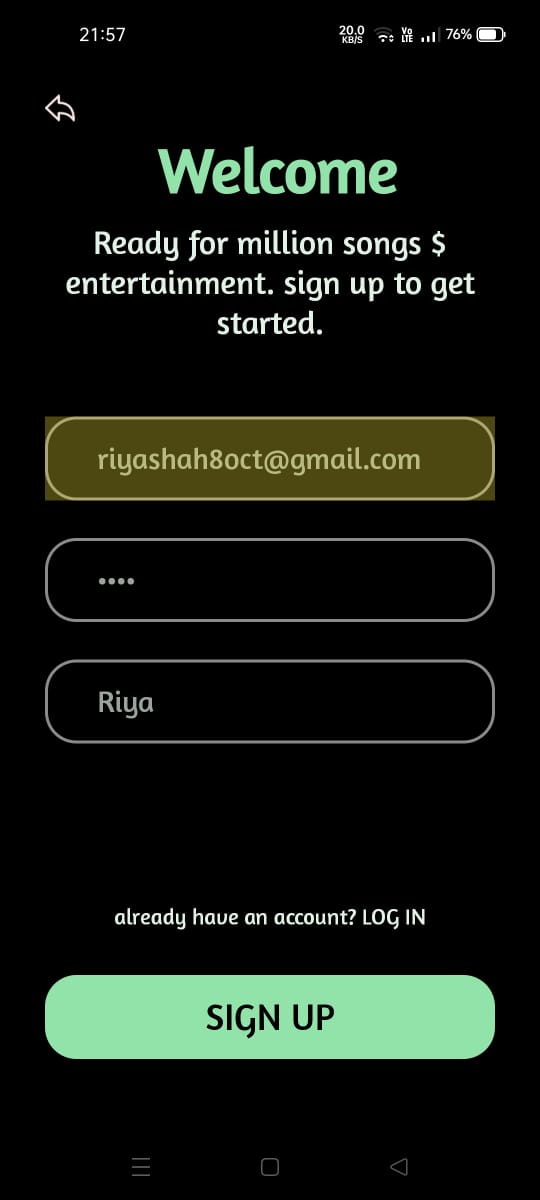 21:57
20.0 KB/S Vo LTE 76%
Welcome
Ready for million songs $
entertainment. sign up to get
started.
riyashah8oct@gmail.com
••••
Riya
already have an account? LOG IN
SIGN UP